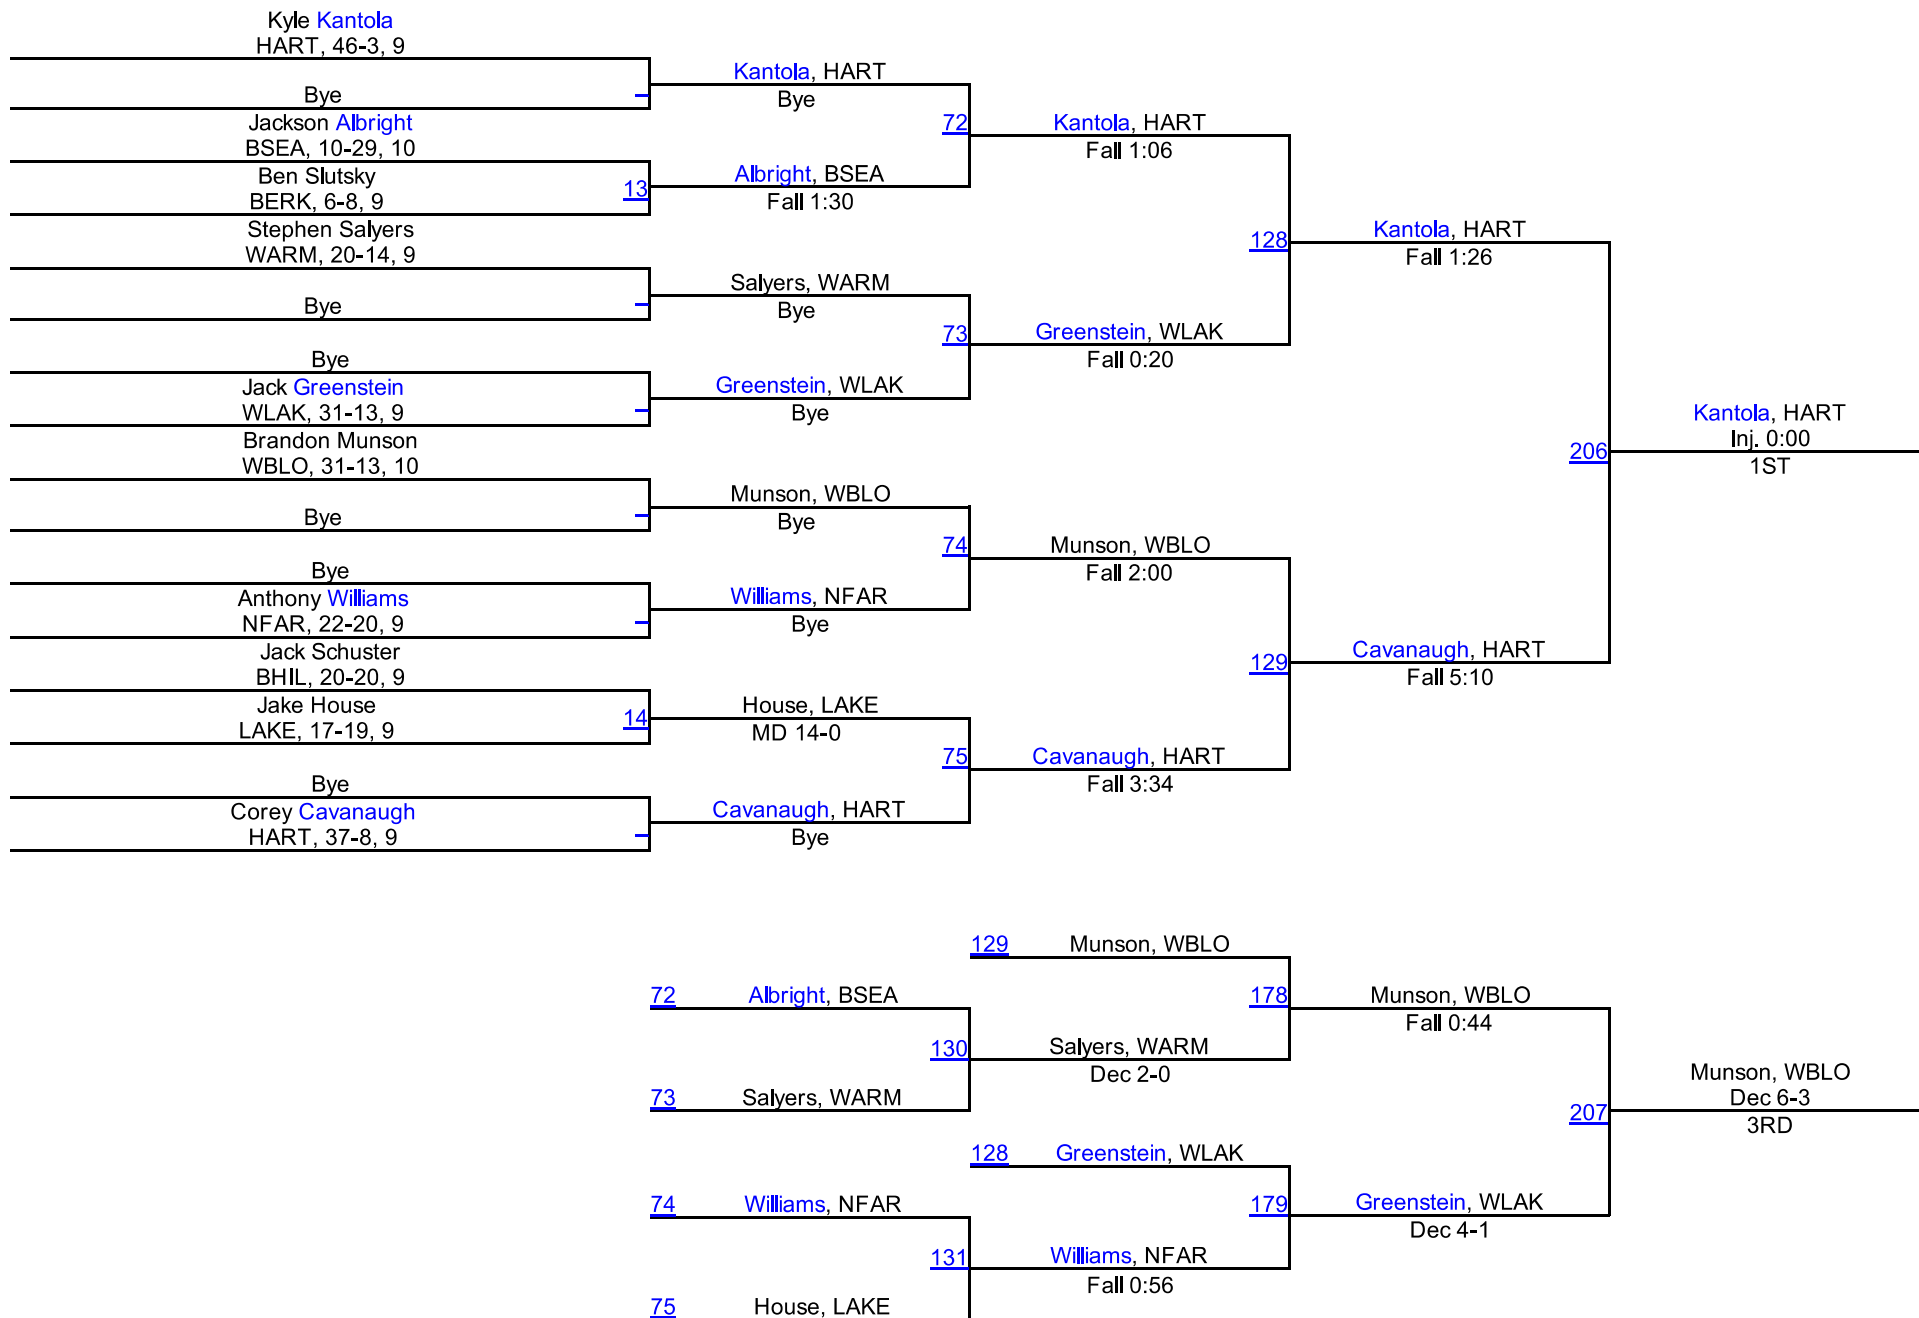 Kyle Kantola
HART, 46-3, 9
Bye
Jackson Albright
BSEA, 10-29, 10
Ben Slutsky
BERK, 6-8, 9
13
Stephen Salyers
WARM, 20-14, 9
Bye
Bye
Jack Greenstein
WLAK, 31-13, 9
Brandon Munson
WBLO, 31-13, 10
Bye
Bye
Anthony Williams
NFAR, 22-20, 9
Jack Schuster
BHIL, 20-20, 9
Jake House
LAKE, 17-19, 9
14
Bye
Corey Cavanaugh
HART, 37-8, 9
Kantola, HART
Bye
72
Albright, BSEA
Fall 1:30
Salyers, WARM
Bye
73
Greenstein, WLAK
Bye
Munson, WBLO
Bye
74
Williams, NFAR
Bye
House, LAKE
MD 14-0
75
Cavanaugh, HART
Bye
Kantola, HART
Fall 1:06
128
Greenstein, WLAK
Fall 0:20
Munson, WBLO
Fall 2:00
129
Cavanaugh, HART
Fall 3:34
Kantola, HART
Fall 1:26
206
Cavanaugh, HART
Fall 5:10
Kantola, HART
Inj. 0:00
1ST
129 Munson, WBLO
72 Albright, BSEA
130
73 Salyers, WARM
Salyers, WARM
Dec 2-0
178
Munson, WBLO
Fall 0:44
128 Greenstein, WLAK
74 Williams, NFAR
131
75 House, LAKE
Williams, NFAR
Fall 0:56
179
Greenstein, WLAK
Dec 4-1
207
Munson, WBLO
Dec 6-3
3RD